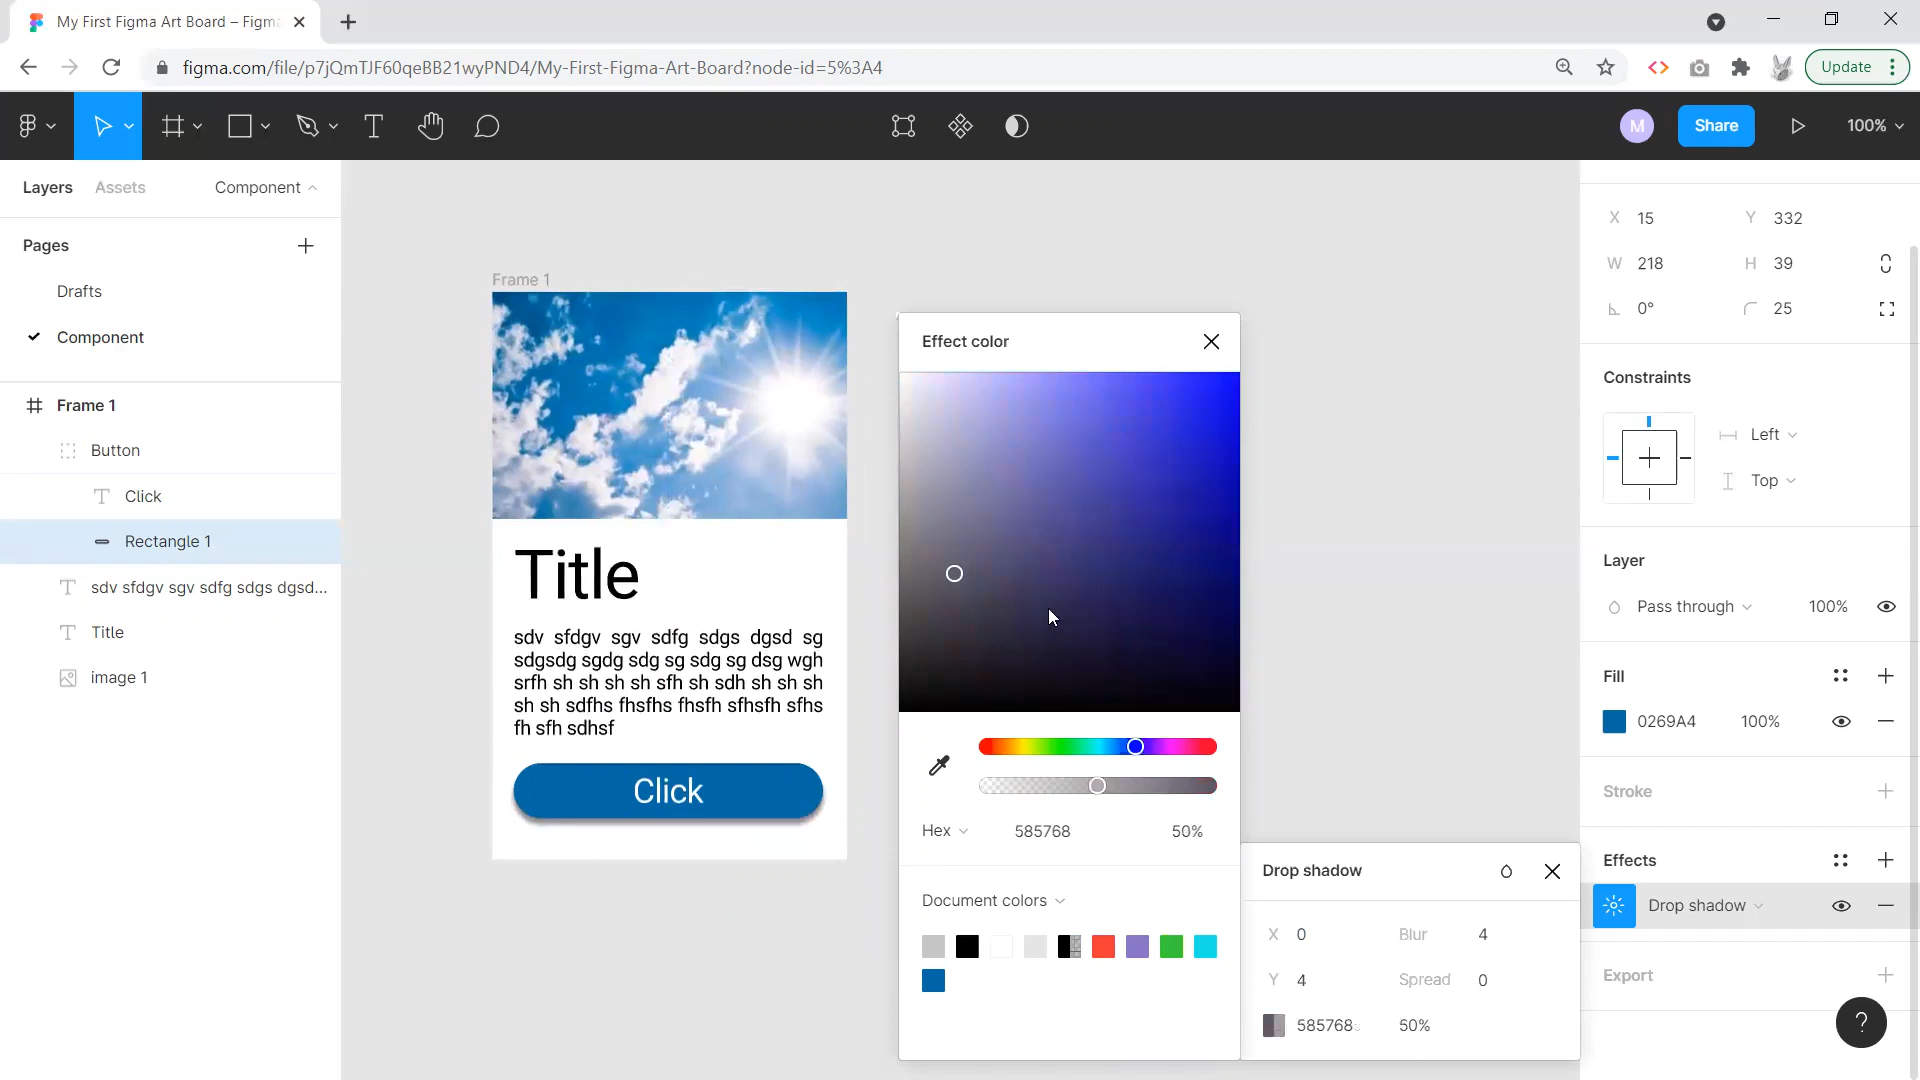 My First Figma Art Board – Figma
figma.com/file/p7jQmTJF60qeBB21wyPND4/My-First-Figma-Art-Board?node-id=5%3A4
Update
M
Share
100%
Layers
Assets
Component
Pages
Drafts
Component
Frame 1
Button
Click
Rectangle 1
sdv sfdgv sgv sdfg sdgs dgsd...
Title
image 1
Frame 1
Title
sdv sfdgv sgv sdfg sdgs dgsd sg
sdgsdg sgdg sdg sg sdg sg dsg wgh
srfh sh sh sh sh sfh sh sdh sh sh sh
sh sh sdfhs fhsfhs fhsfh sfhsfh sfhs
fh sfh sdhsf
Click
Effect color
Hex 585768 50%
Document colors
Drop shadow
X 0 Blur 4
Y 4 Spread 0
585768 50%
X 15 Y 332
W 218 H 39
0° 25
Constraints
Left
Top
Layer
Pass through 100%
Fill
0269A4 100%
Stroke
Effects
Drop shadow
Export
?